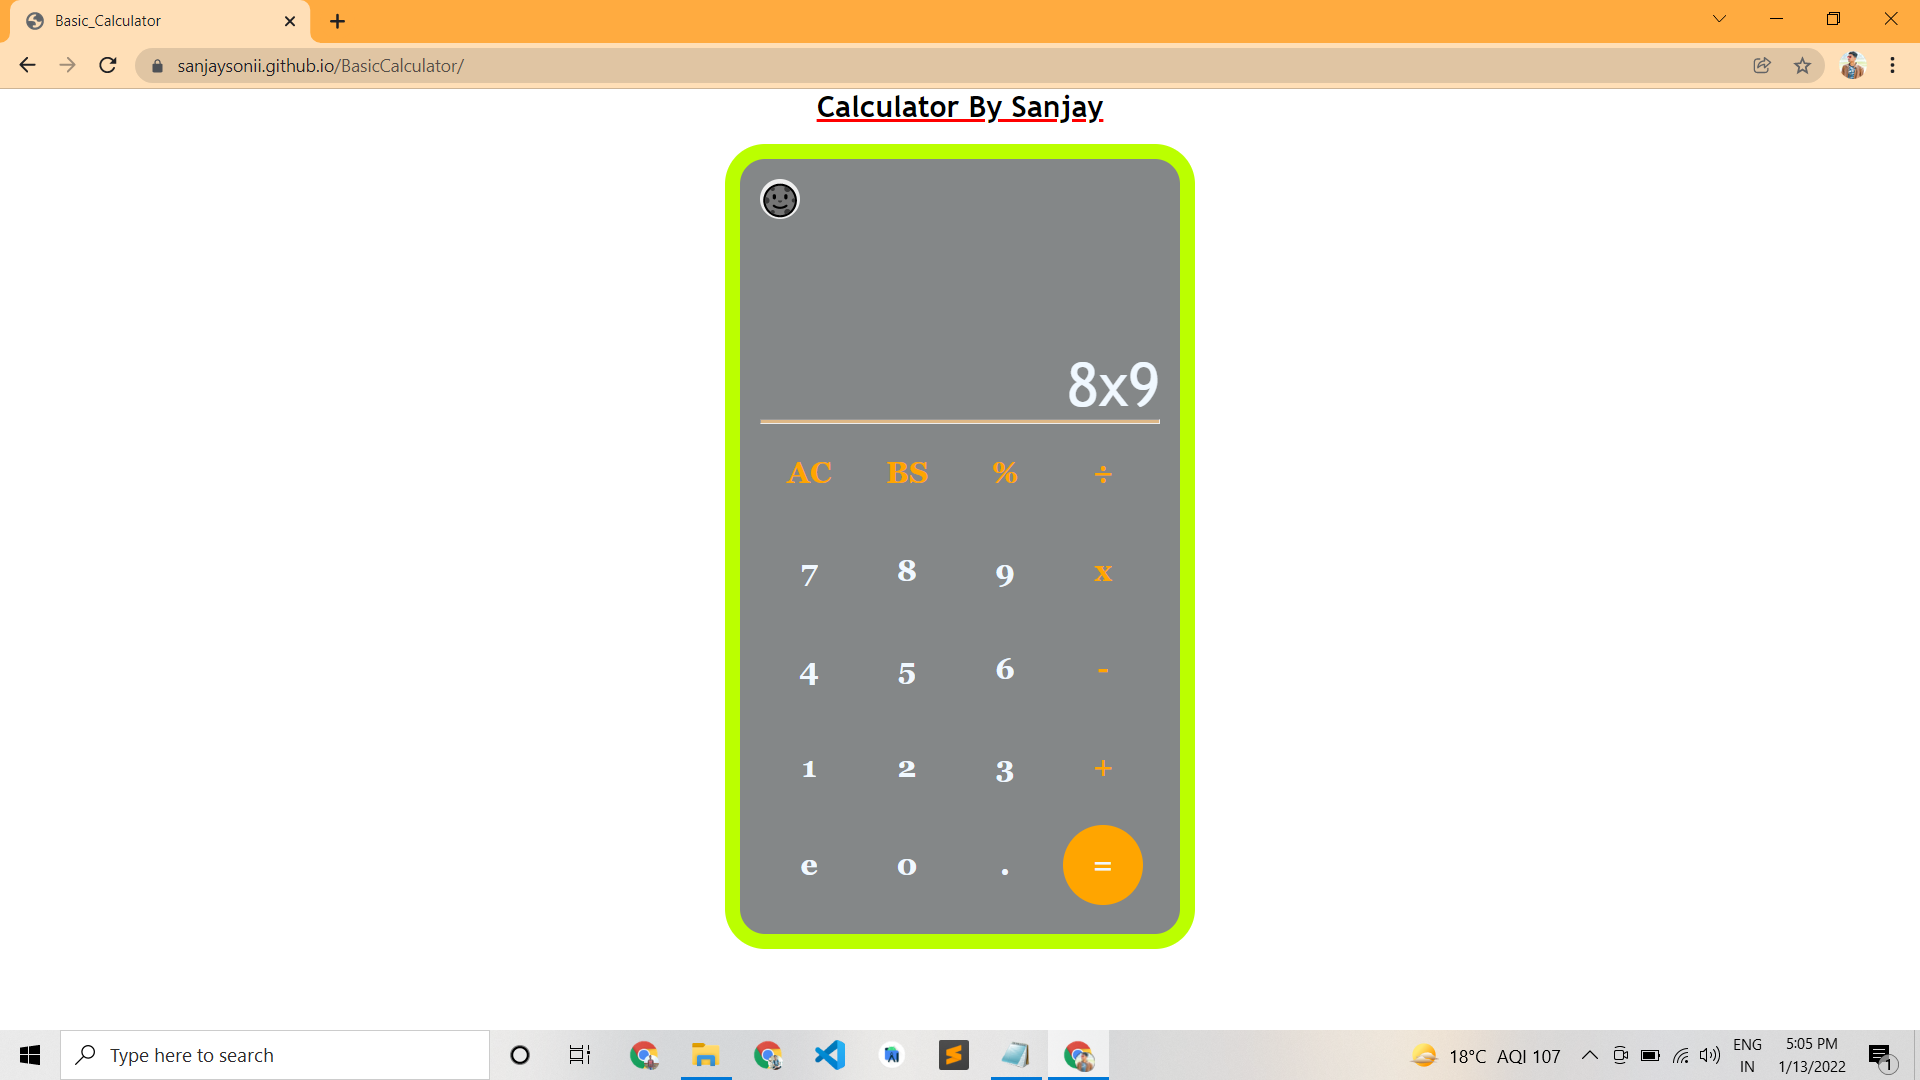 Basic_Calculator
sanjaysonii.github.io/BasicCalculator/
Calculator By Sanjay
8x9
AC BS % ÷
7 8 9 x
4 5 6 -
1 2 3 +
e 0 . =
Type here to search
18°C AQI 107
ENG
IN
5:05 PM
1/13/2022
1